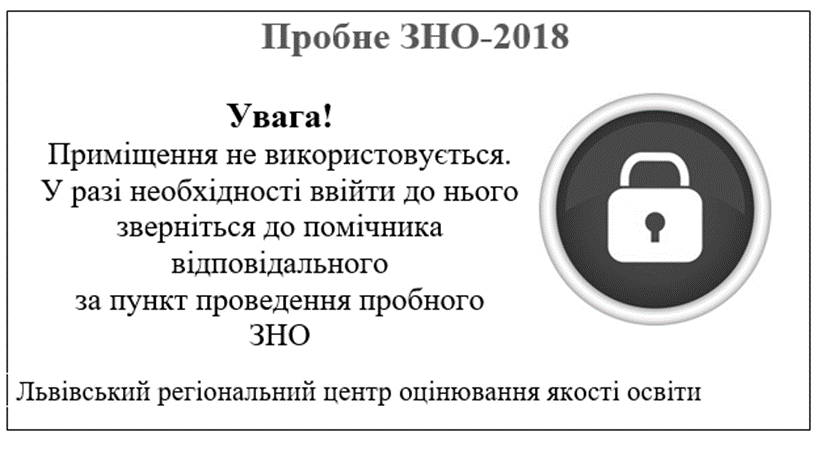 Пробне ЗНО-2018
Увага!
Приміщення не використовується.
У разі необхідності ввійти до нього
зверніться до помічника
відповідального
за пункт проведення пробного
ЗНО
Львівський регіональний центр оцінювання якості освіти